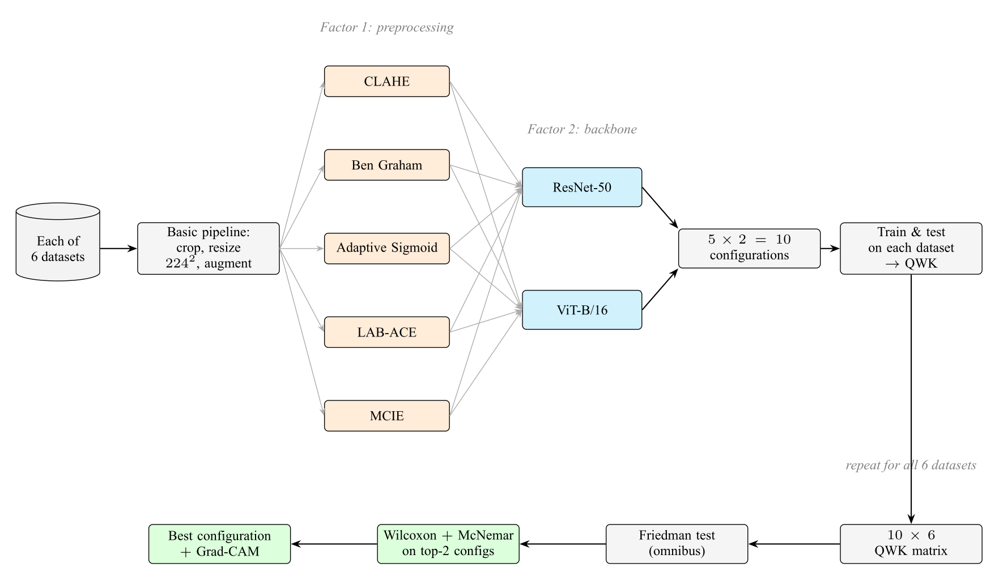 Factor 1: preprocessing
CLAHE
Factor 2: backbone
Ben Graham
ResNet-50
Each of
6 datasets
Basic pipeline:
crop, resize
224², augment
Adaptive Sigmoid
5 × 2 = 10
configurations
Train & test
on each dataset
→ QWK
ViT-B/16
LAB-ACE
MCIE
repeat for all 6 datasets
Best configuration
+ Grad-CAM
Wilcoxon + McNemar
on top-2 configs
Friedman test
(omnibus)
10 × 6
QWK matrix